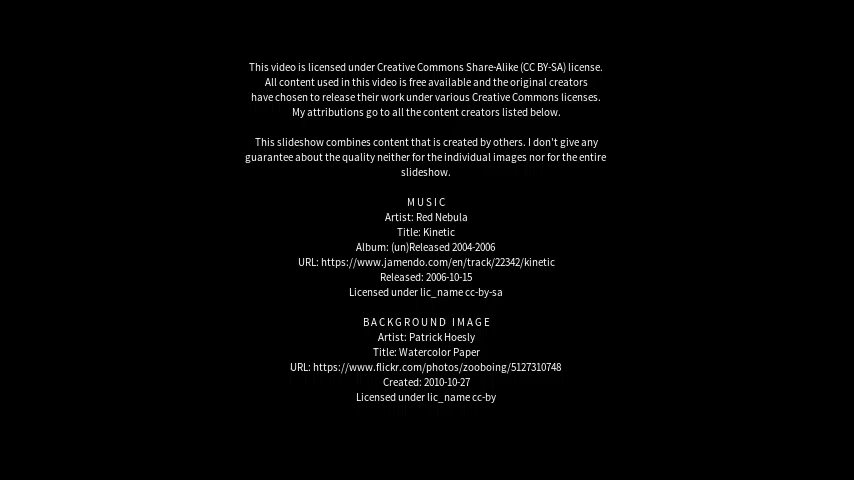 This video is licensed under Creative Commons Share-Alike (CC BY-SA) license.
All content used in this video is free available and the original creators
have chosen to release their work under various Creative Commons licenses.
My attributions go to all the content creators listed below.
This slideshow combines content that is created by others. I don't give any
guarantee about the quality neither for the individual images nor for the entire
slideshow.
MUSIC
Artist: Red Nebula
Title: Kinetic
Album: (un)Released 2004-2006
URL: https://www.jamendo.com/en/track/22342/kinetic
Released: 2006-10-15
Licensed under lic_name cc-by-sa
BACKGROUND IMAGE
Artist: Patrick Hoesly
Title: Watercolor Paper
URL: https://www.flickr.com/photos/zooboing/5127310748
Created: 2010-10-27
Licensed under lic_name cc-by